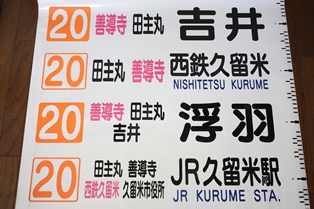 20 善導寺 田主丸 吉井
20 田主丸 善導寺 西鉄久留米
NISHITETSU KURUME
20 善導寺 田主丸 浮羽
吉井
20 田主丸 善導寺 JR久留米駅
西鉄久留米 久留米市役所 JR KURUME STA.